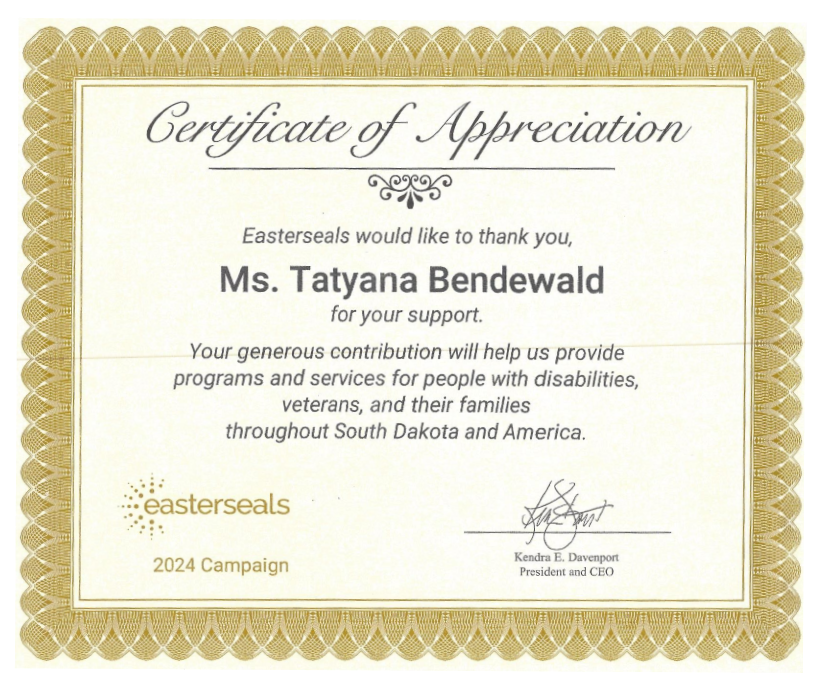 Certificate of Appreciation
Easterseals would like to thank you,
Ms. Tatyana Bendewald
for your support.
Your generous contribution will help us provide
programs and services for people with disabilities,
veterans, and their families
throughout South Dakota and America.
easterseals
2024 Campaign
Kendra E. Davenport
President and CEO